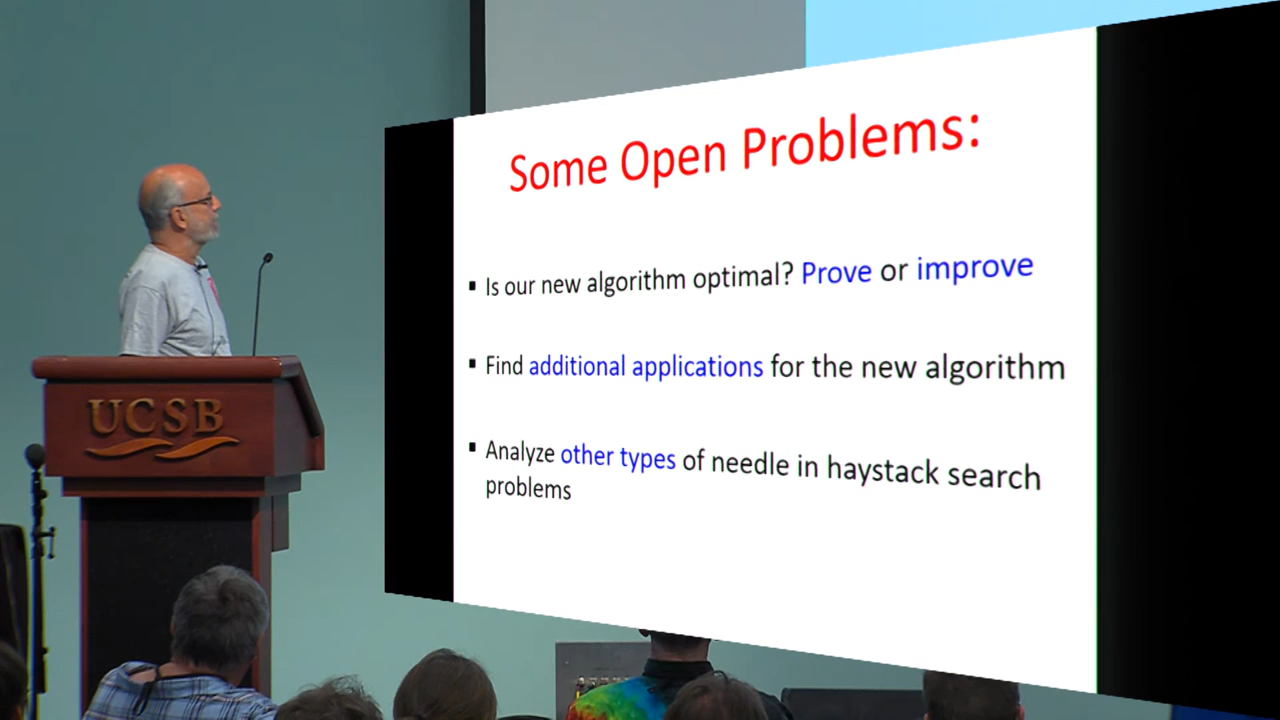 UCSB
Some Open Problems:
▪ Is our new algorithm optimal? Prove or improve
▪ Find additional applications for the new algorithm
▪ Analyze other types of needle in haystack search
problems